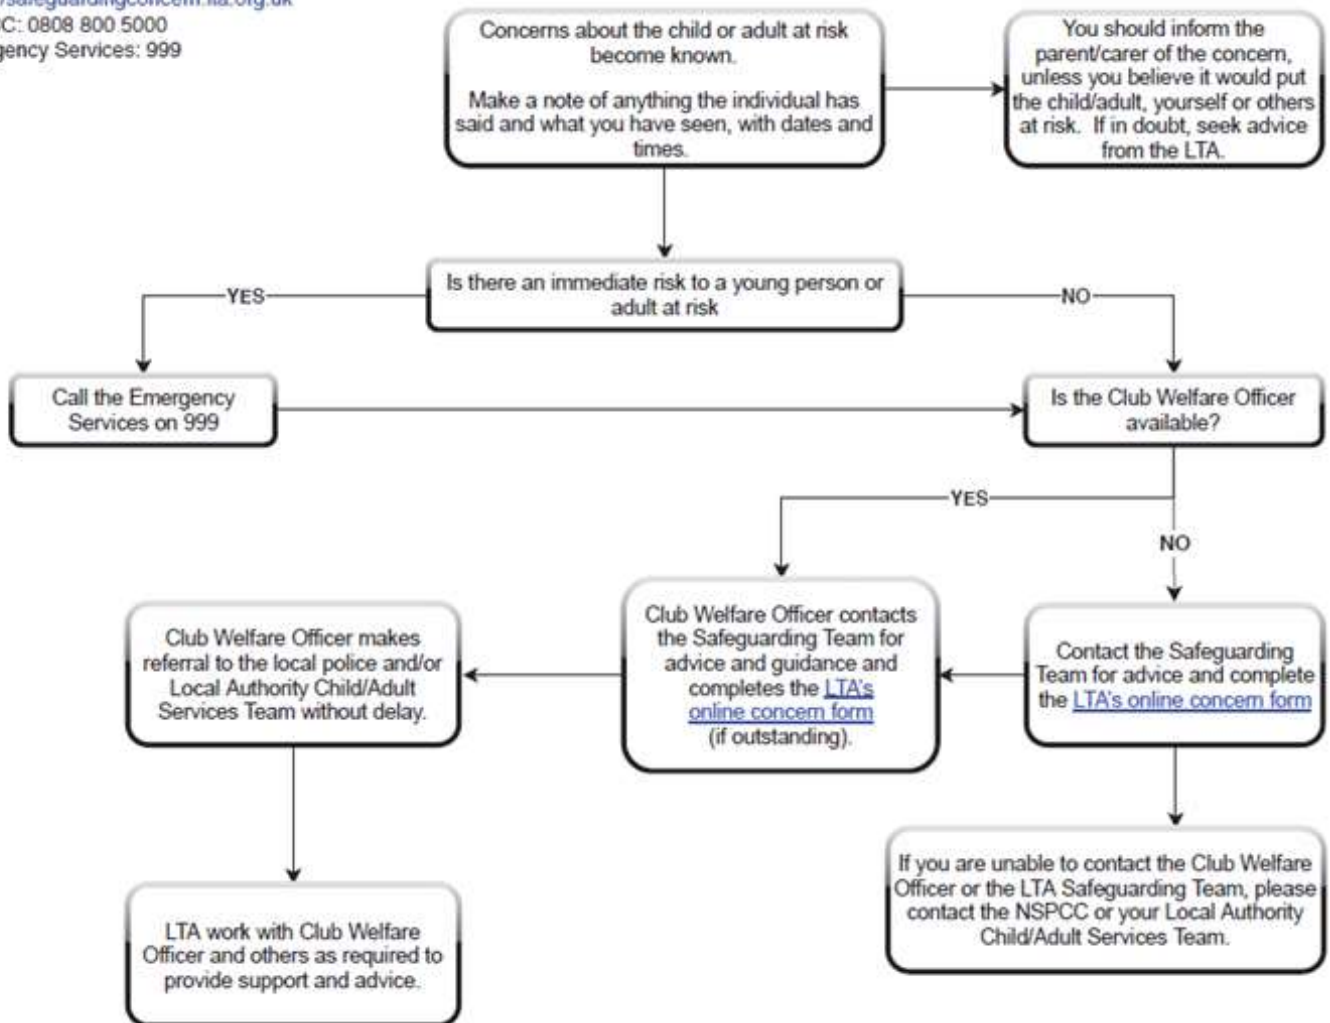 safeguardingconcern.lta.org.uk
C: 0808 800 5000
gency Services: 999
Concerns about the child or adult at risk
become known.
Make a note of anything the individual has
said and what you have seen, with dates and
times.
You should inform the
parent/carer of the concern,
unless you believe it would put
the child/adult, yourself or others
at risk. If in doubt, seek advice
from the LTA.
Is there an immediate risk to a young person or
adult at risk
YES
NO
Call the Emergency
Services on 999
Is the Club Welfare Officer
available?
YES
NO
Club Welfare Officer makes
referral to the local police and/or
Local Authority Child/Adult
Services Team without delay.
Club Welfare Officer contacts
the Safeguarding Team for
advice and guidance and
completes the LTA's
online concern form
(if outstanding).
Contact the Safeguarding
Team for advice and complete
the LTA's online concern form
If you are unable to contact the Club Welfare
Officer or the LTA Safeguarding Team, please
contact the NSPCC or your Local Authority
Child/Adult Services Team.
LTA work with Club Welfare
Officer and others as required to
provide support and advice.